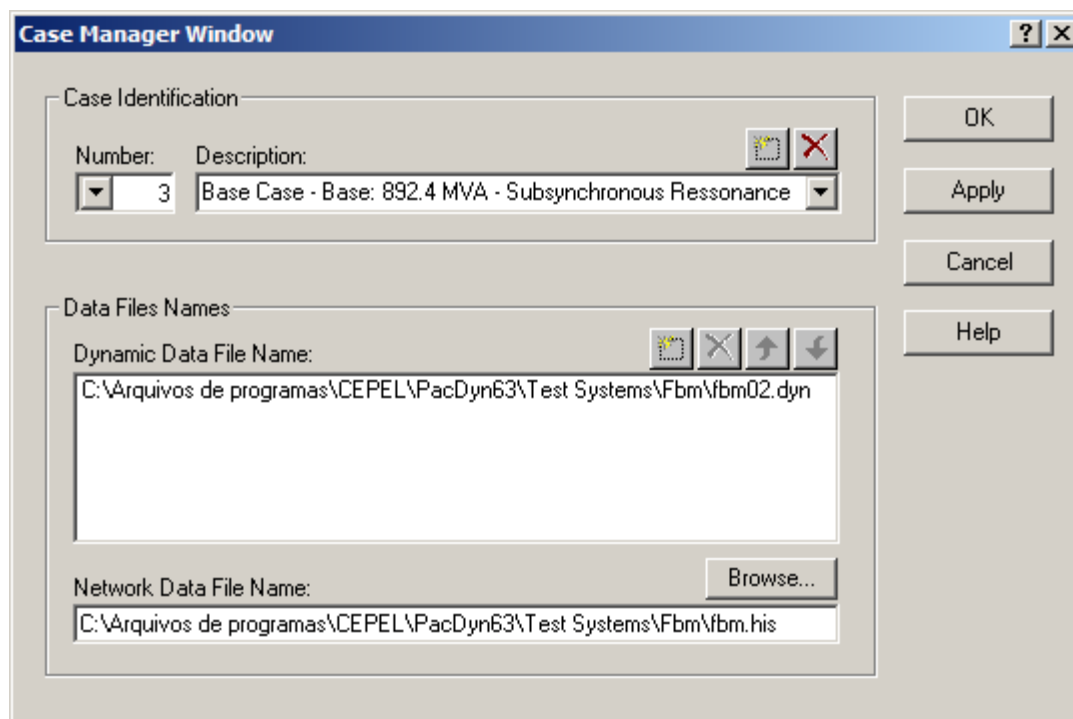 Case Manager Window
Case Identification
OK
Number: Description:
3 Base Case - Base: 892.4 MVA - Subsynchronous Ressonance
Apply
Cancel
Data Files Names
Help
Dynamic Data File Name:
C:\Arquivos de programas\CEPEL\PacDyn63\Test Systems\Fbm\fbm02.dyn
Network Data File Name:
Browse...
C:\Arquivos de programas\CEPEL\PacDyn63\Test Systems\Fbm\fbm.his